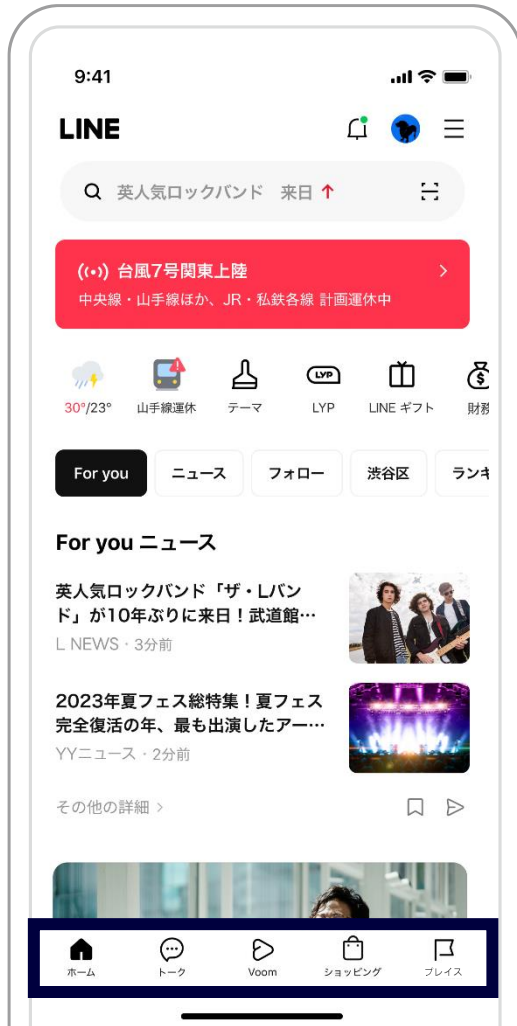 9:41
LINE
英人気ロックバンド 来日 ↑
台風7号関東上陸
中央線・山手線ほか、JR・私鉄各線 計画運休中
LYP
30°/23°
山手線運休
テーマ
LYP
LINE ギフト
財務
For you
ニュース
フォロー
渋谷区
ランキ
For you ニュース
英人気ロックバンド「ザ・Lバン
ド」が10年ぶりに来日！武道館…
L NEWS・3分前
2023年夏フェス総特集！夏フェス
完全復活の年、最も出演したアー…
YYニュース・2分前
その他の詳細
ホーム
トーク
Voom
ショッピング
プレイス